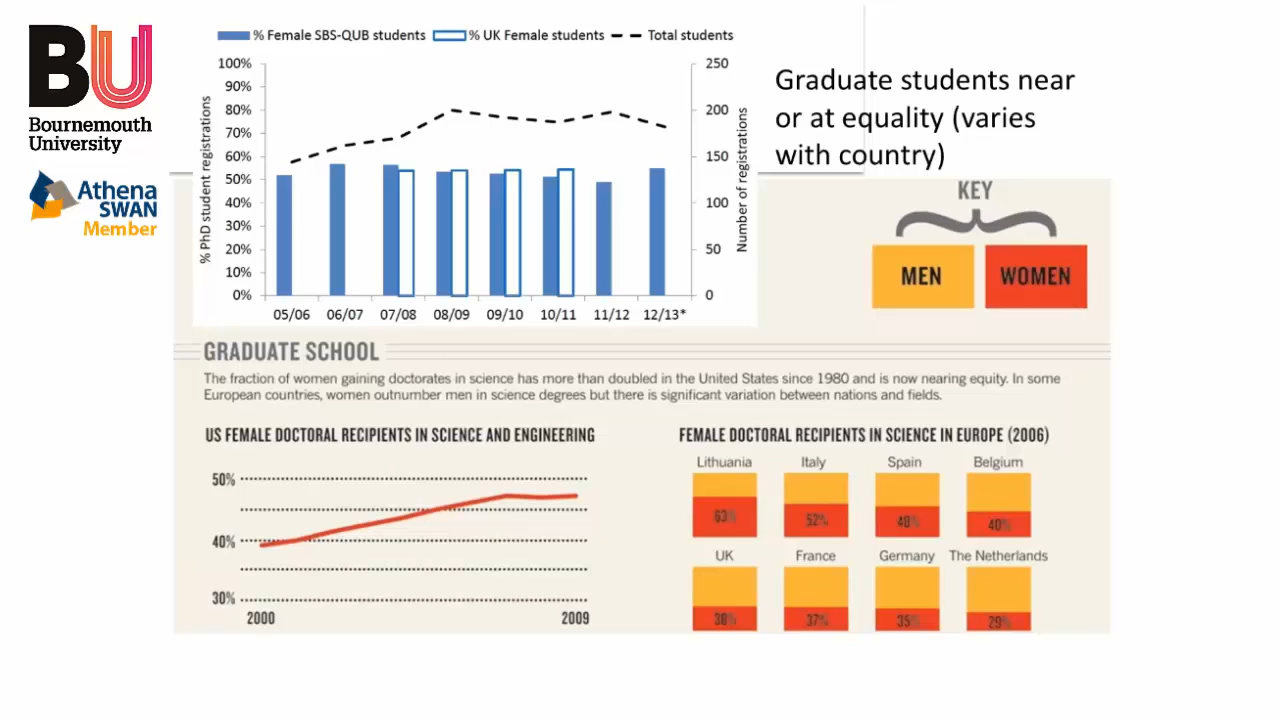 BU
Bournemouth
University
Athena
SWAN
Member
% Female SBS-QUB students % UK Female students Total students
% PhD student registrations
100%
90%
80%
70%
60%
50%
40%
30%
20%
10%
0%
250
200
150
100
50
0
Number of registrations
05/06 06/07 07/08 08/09 09/10 10/11 11/12 12/13*
Graduate students near
or at equality (varies
with country)
KEY
MEN WOMEN
GRADUATE SCHOOL
The fraction of women gaining doctorates in science has more than doubled in the United States since 1980 and is now nearing equity. In some
European countries, women outnumber men in science degrees but there is significant variation between nations and fields.
US FEMALE DOCTORAL RECIPIENTS IN SCIENCE AND ENGINEERING
50%
40%
30%
2000 2009
FEMALE DOCTORAL RECIPIENTS IN SCIENCE IN EUROPE (2006)
Lithuania Italy Spain Belgium
63% 52% 48% 40%
UK France Germany The Netherlands
38% 37% 35% 29%